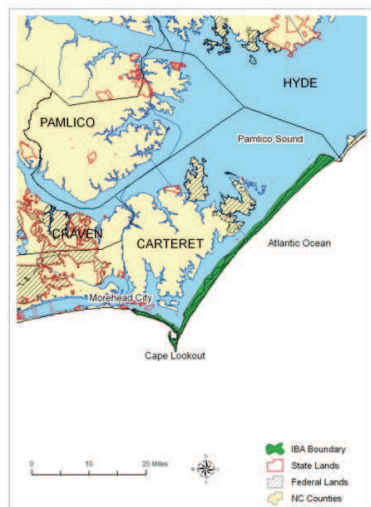 HYDE
PAMLICO
Pamlico Sound
CRAVEN
CARTERET
Atlantic Ocean
Morehead City
Cape Lookout
IBA Boundary
State Lands
Federal Lands
NC Counties
0 5 10 20 Miles